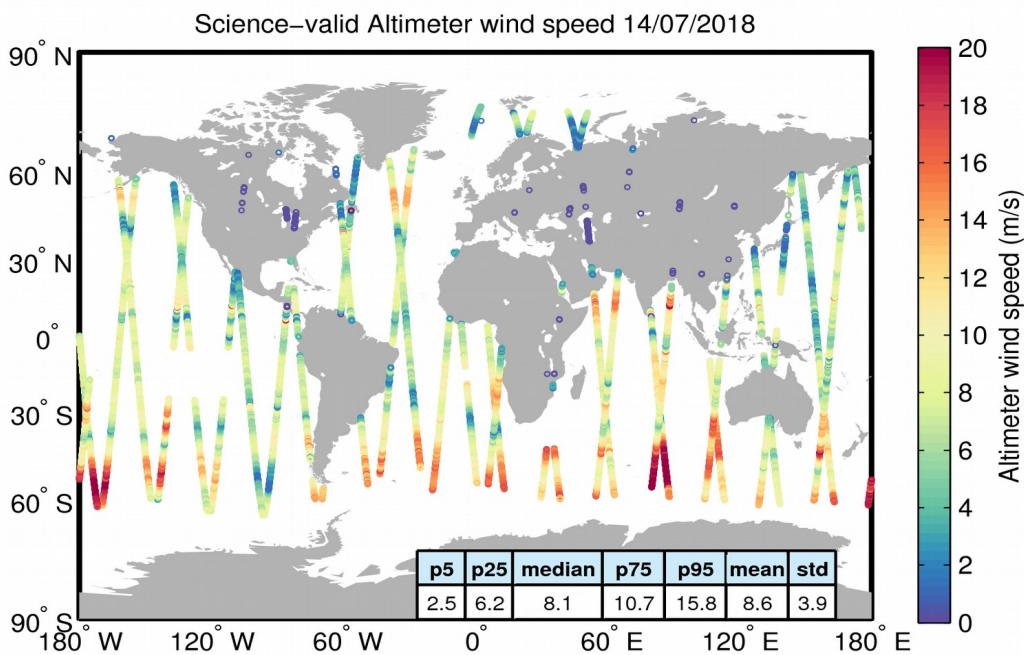 Science−valid Altimeter wind speed 14/07/2018
90° N
60° N
30° N
0°
30° S
60° S
90° S
180° W
120° W
60° W
0°
60° E
120° E
180° E
20
18
16
14
12
10
8
6
4
2
0
Altimeter wind speed (m/s)
p5 p25 median p75 p95 mean std
2.5 6.2 8.1 10.7 15.8 8.6 3.9